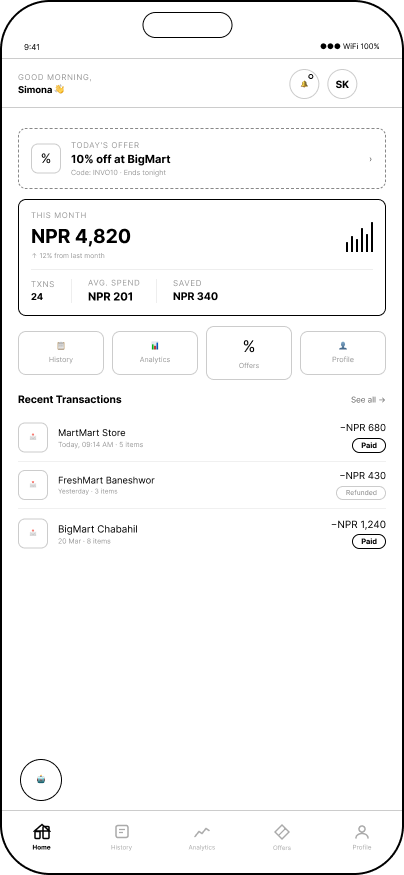 9:41
●●● WiFi 100%
GOOD MORNING,
Simona 👋
SK
%
TODAY'S OFFER
10% off at BigMart
Code: INVO10 · Ends tonight
›
THIS MONTH
NPR 4,820
↑ 12% from last month
TXNS
24
AVG. SPEND
NPR 201
SAVED
NPR 340
History
Analytics
%
Offers
Profile
Recent Transactions
See all →
MartMart Store
Today, 09:14 AM · 5 items
−NPR 680
Paid
FreshMart Baneshwor
Yesterday · 3 items
−NPR 430
Refunded
BigMart Chabahil
20 Mar · 8 items
−NPR 1,240
Paid
Home
History
Analytics
Offers
Profile